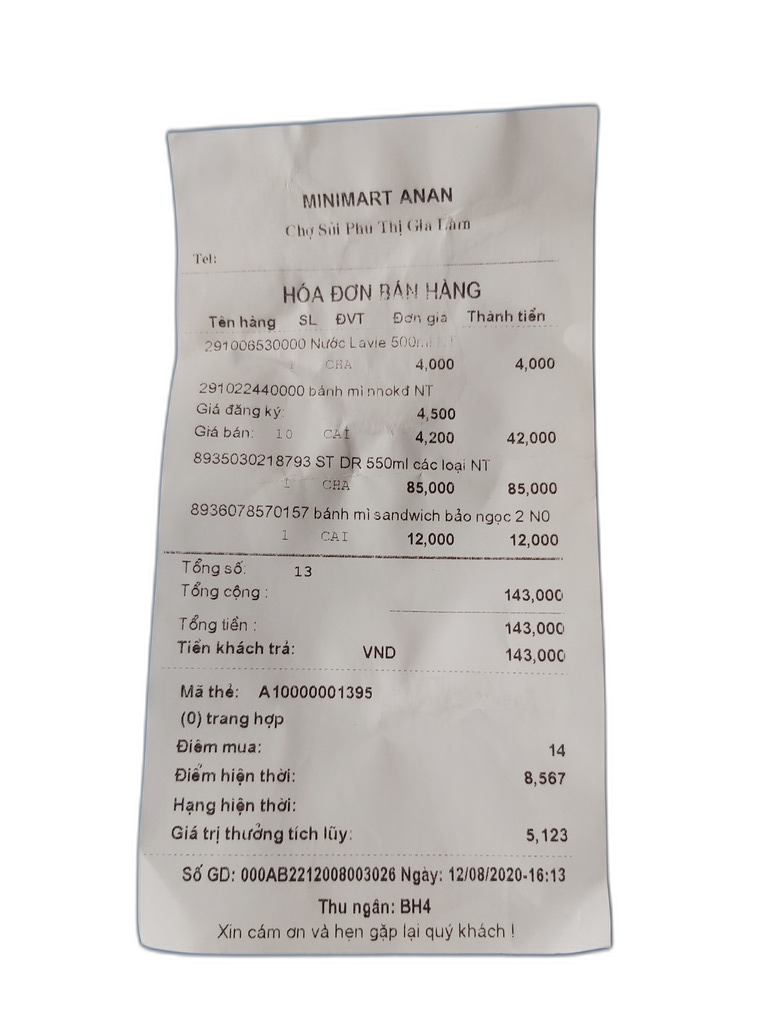 MINIMART ANAN
Chợ Sủi Phú Thị Gia Lâm
Tel:
HÓA ĐƠN BÁN HÀNG
Tên hàng SL ĐVT Đơn giá Thành tiền
291006530000 Nước Lavie
1 CHA 4,000 4,000
291022440000 bánh mì nhokd NT
Giá đăng ký: 4,500
Giá bán: 10 CAI 4,200 42,000
8935030218793 ST DR 550ml các loại NT
1 CHA 85,000 85,000
8936078570157 bánh mì sandwich bảo ngọc 2 N0
1 CAI 12,000 12,000
Tổng số: 13
Tổng cộng : 143,000
Tổng tiền : 143,000
Tiền khách trả: VND 143,000
Mã thẻ: A10000001395
(0) trang hợp
Điểm mua: 14
Điểm hiện thời: 8,567
Hạng hiện thời:
Giá trị thưởng tích lũy: 5,123
Số GD: 000AB2212008003026 Ngày: 12/08/2020-16:13
Thu ngân: BH4
Xin cám ơn và hẹn gặp lại quý khách !